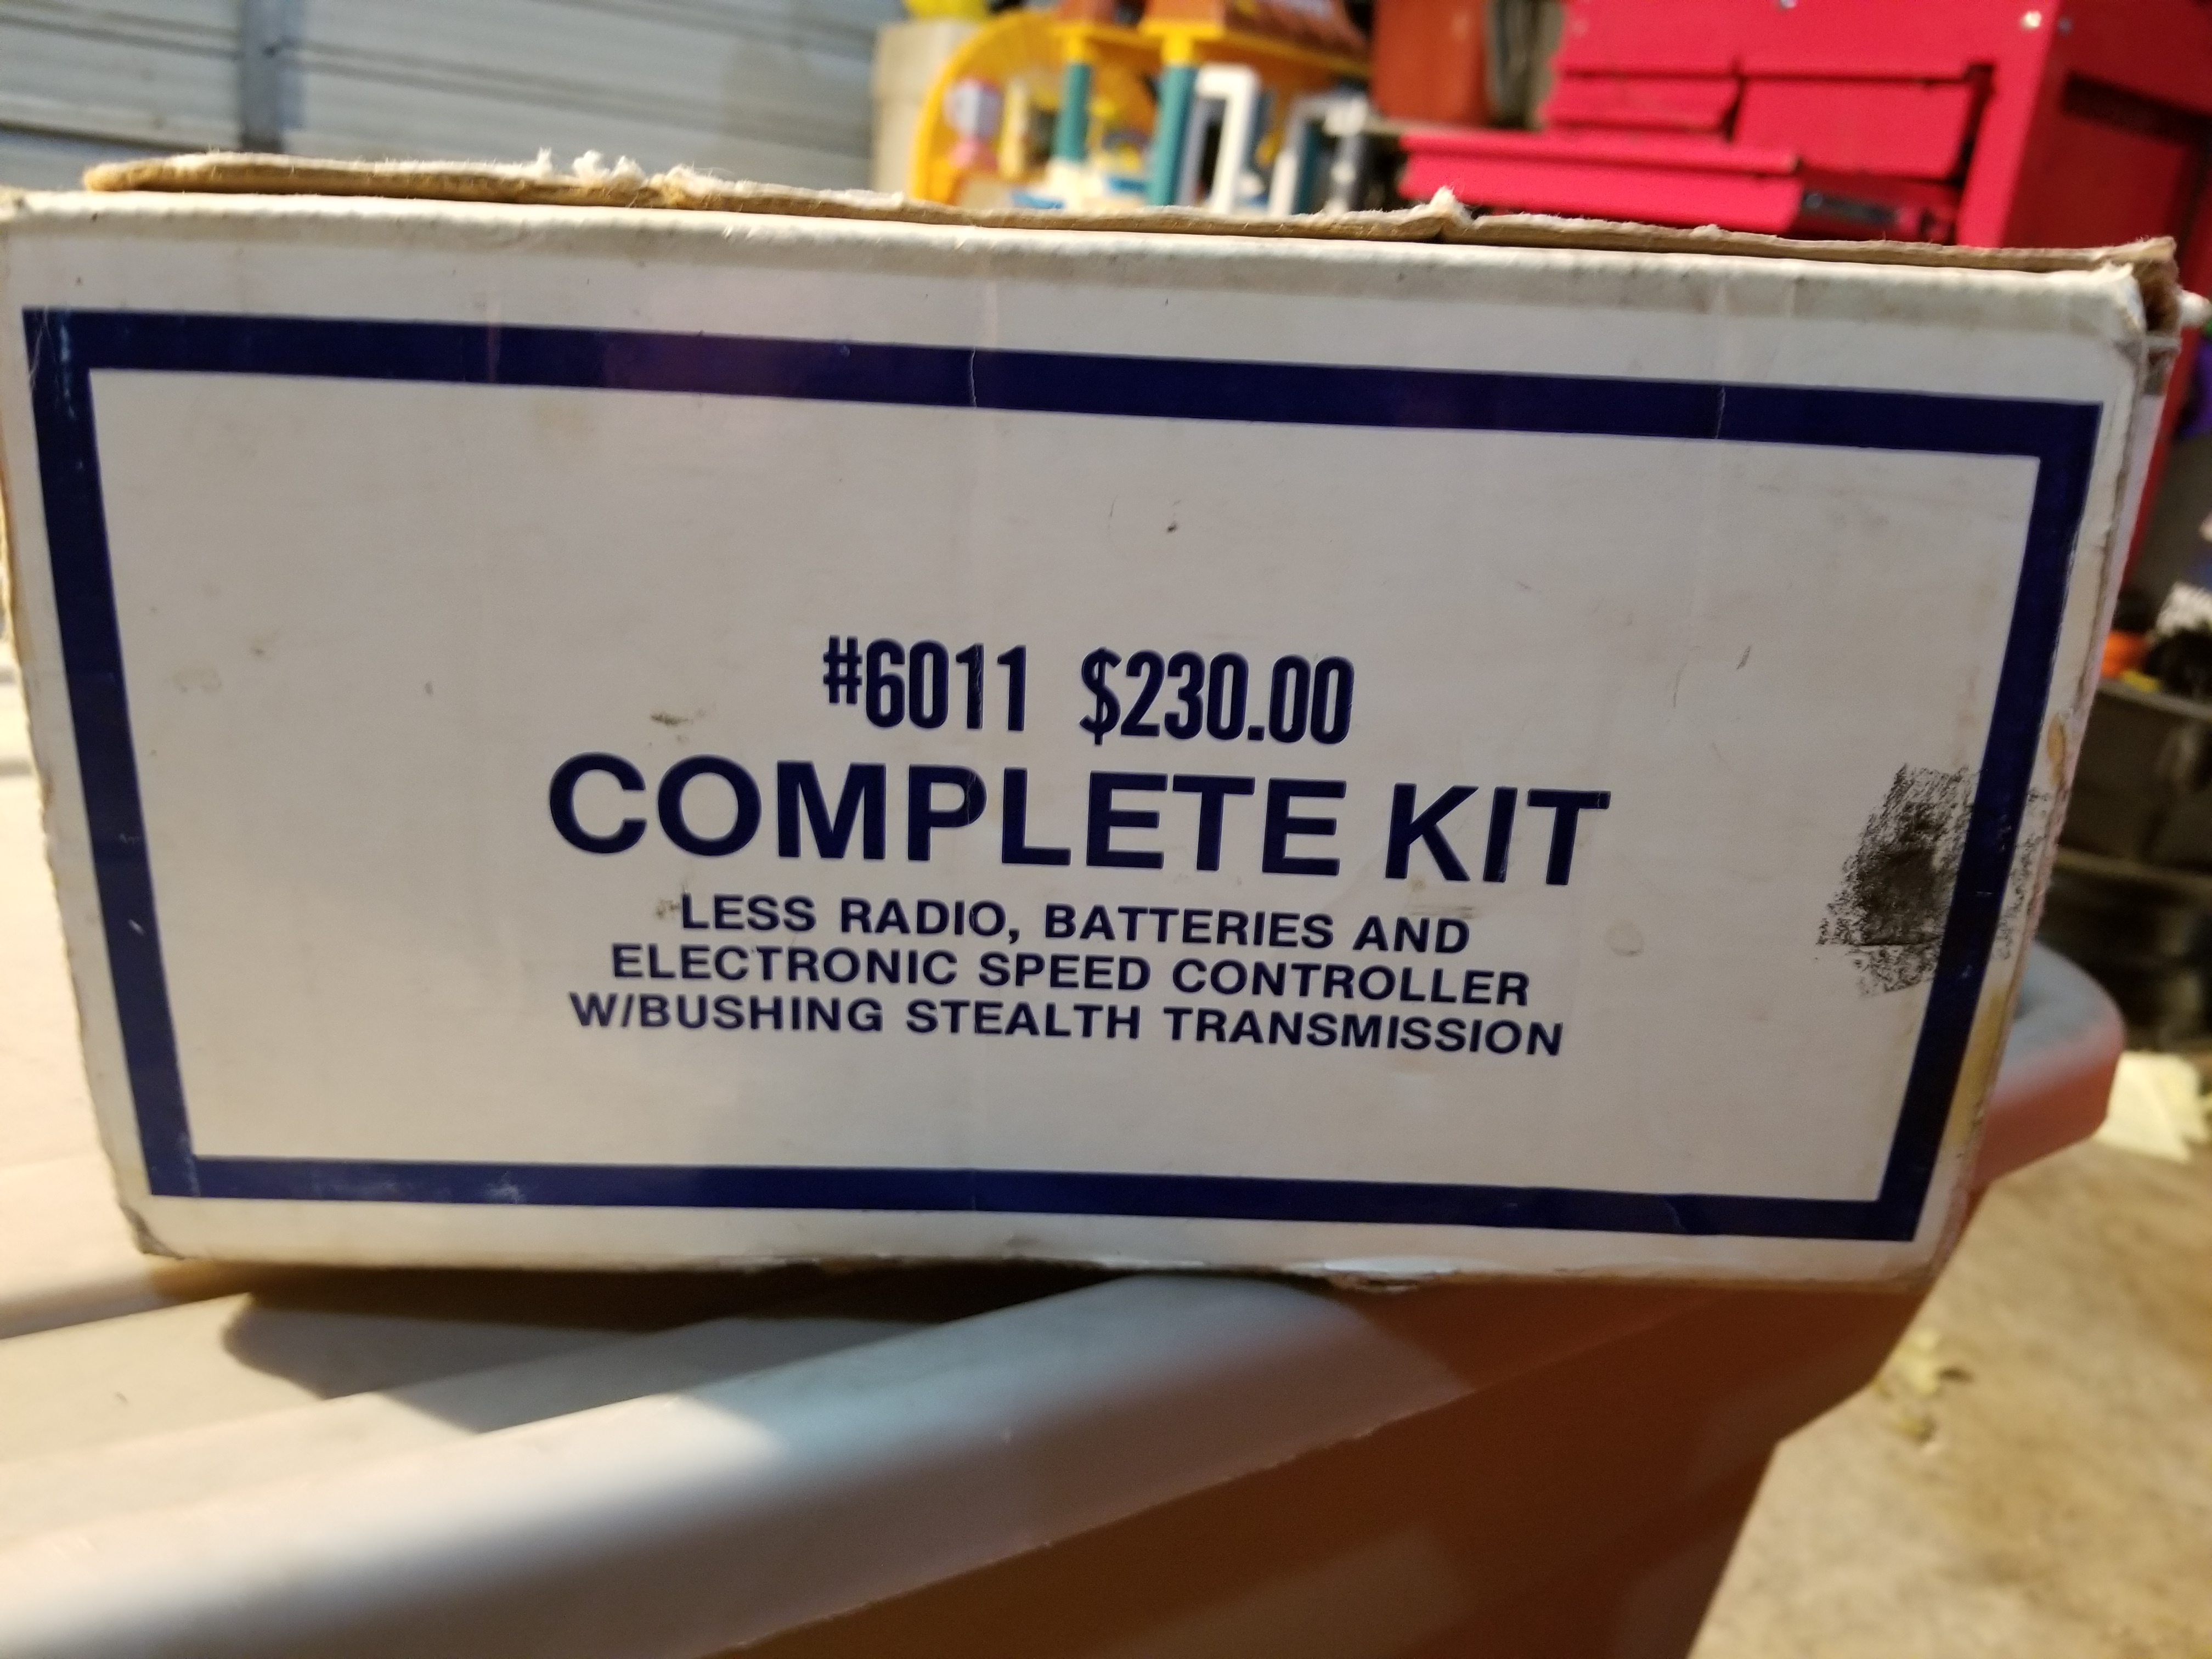 #6011 $230.00
COMPLETE KIT
LESS RADIO, BATTERIES AND
ELECTRONIC SPEED CONTROLLER
W/BUSHING STEALTH TRANSMISSION